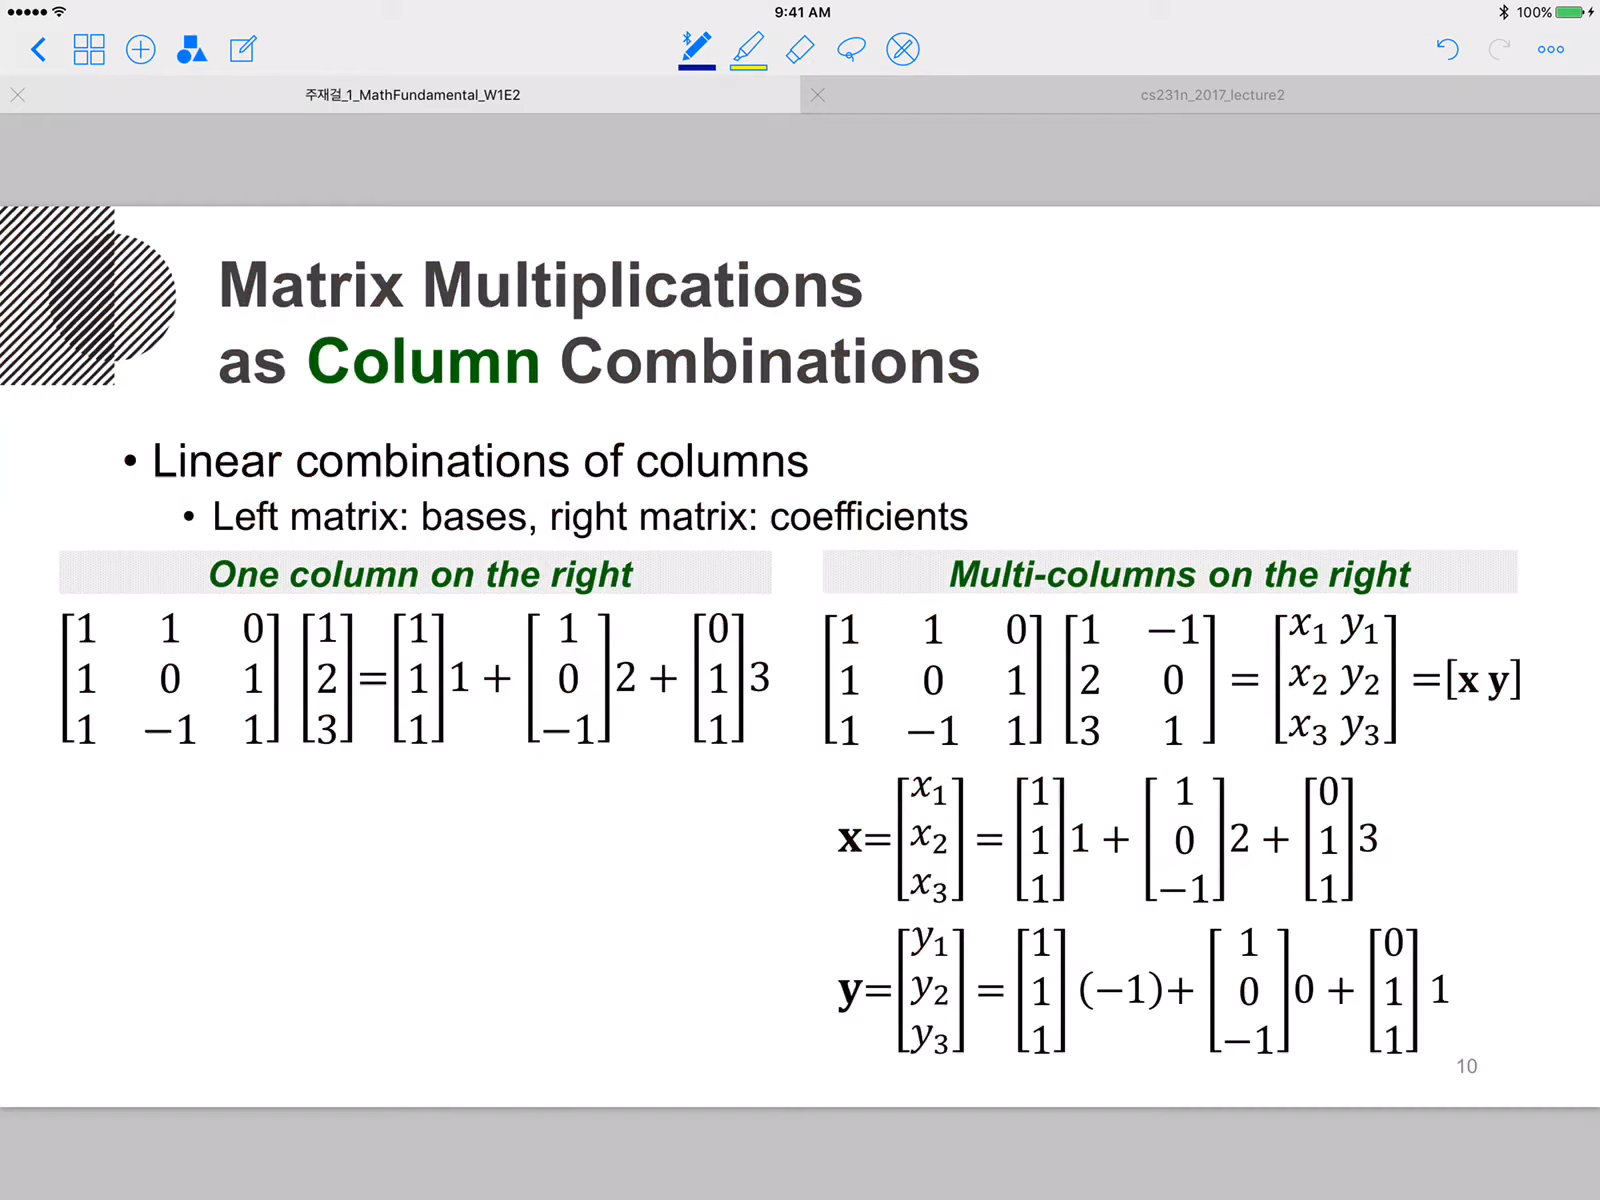 9:41 AM
100%
주재걸_1_MathFundamental_W1E2
cs231n_2017_lecture2
Matrix Multiplications
as Column Combinations
• Linear combinations of columns
• Left matrix: bases, right matrix: coefficients
One column on the right
[1 1 0] [1] [1] [1] [0]
[1 0 1] [2] = [1] 1 + [0] 2 + [1] 3
[1 −1 1] [3] [1] [−1] [1]
Multi-columns on the right
[1 1 0] [1 −1] [x₁ y₁]
[1 0 1] [2 0] = [x₂ y₂] = [x y]
[1 −1 1] [3 1] [x₃ y₃]
[x₁] [1] [1] [0]
x= [x₂] = [1] 1 + [0] 2 + [1] 3
[x₃] [1] [−1] [1]
[y₁] [1] [1] [0]
y= [y₂] = [1] (−1)+ [0] 0 + [1] 1
[y₃] [1] [−1] [1]
10